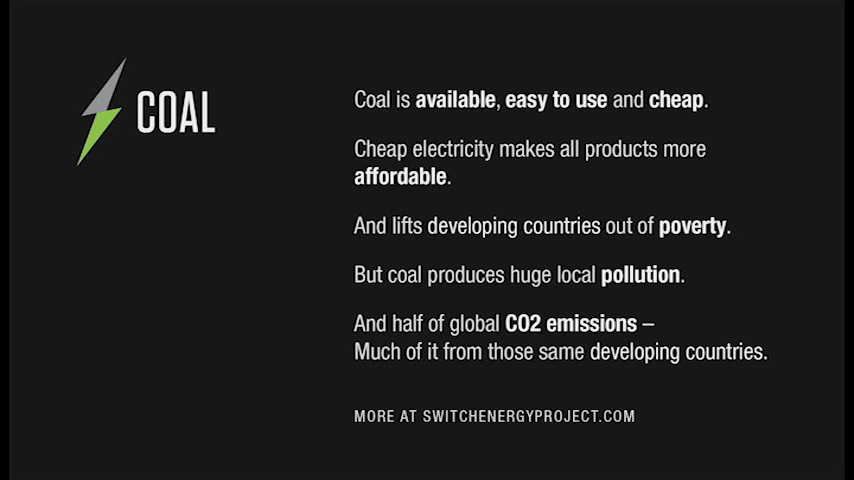 COAL
Coal is available, easy to use and cheap.
Cheap electricity makes all products more
affordable.
And lifts developing countries out of poverty.
But coal produces huge local pollution.
And half of global CO2 emissions –
Much of it from those same developing countries.
MORE AT SWITCHENERGYPROJECT.COM